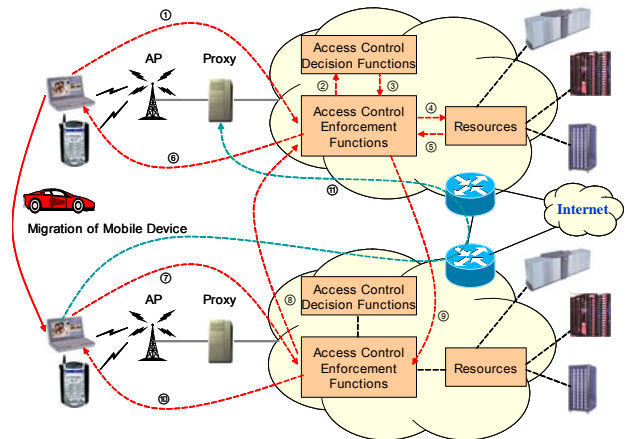 ①
Access Control
Decision Functions
AP
Proxy
②
③
Access Control
Enforcement
Functions
④
Resources
⑤
⑥
⑪
Internet
Migration of Mobile Device
⑦
AP
Proxy
⑧
Access Control
Decision Functions
⑨
Access Control
Enforcement
Functions
Resources
⑩